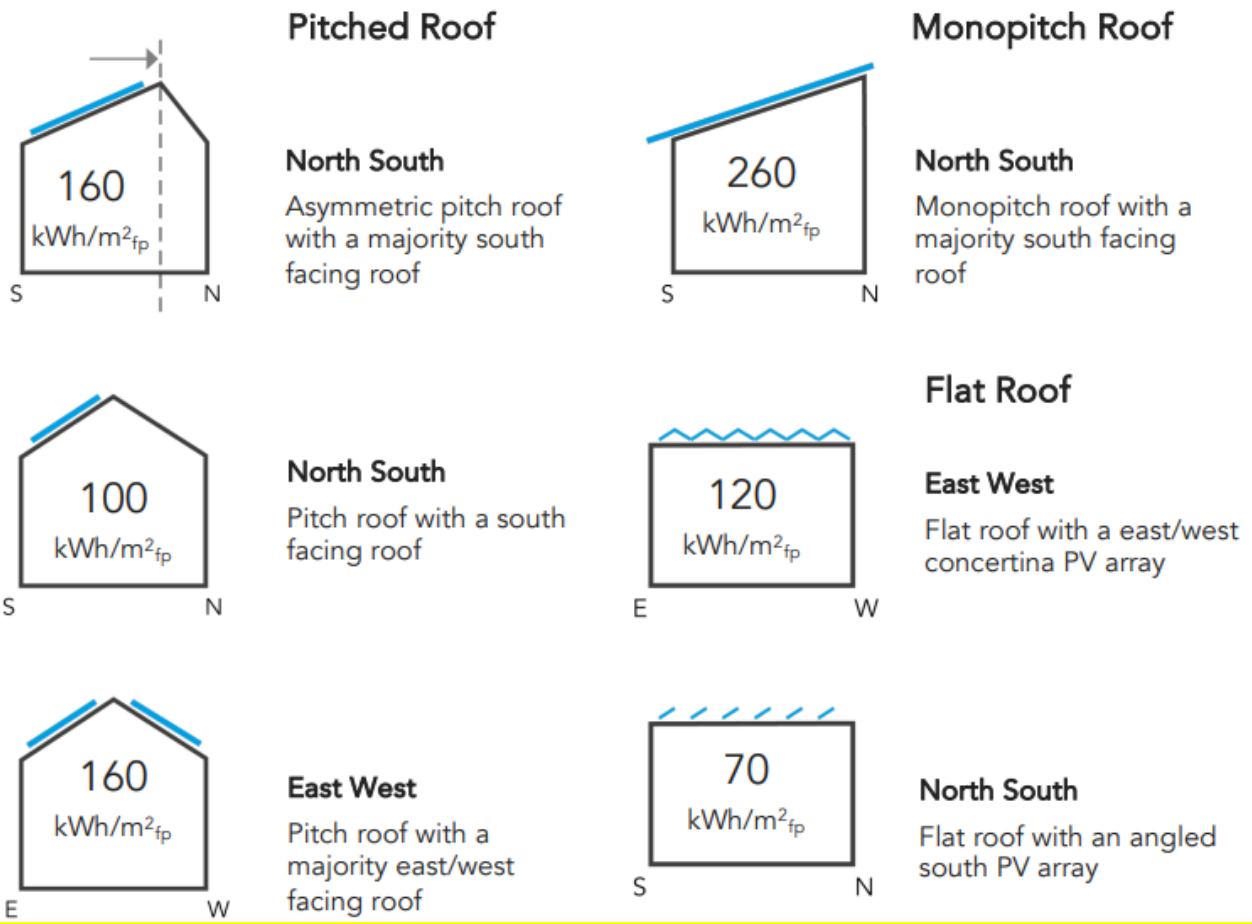 Pitched Roof
160
kWh/m²fp
S
N
North South
Asymmetric pitch roof
with a majority south
facing roof
100
kWh/m²fp
S
N
North South
Pitch roof with a south
facing roof
160
kWh/m²fp
E
W
East West
Pitch roof with a
majority east/west
facing roof
Monopitch Roof
260
kWh/m²fp
S
N
North South
Monopitch roof with a
majority south facing
roof
Flat Roof
120
kWh/m²fp
E
W
East West
Flat roof with a east/west
concertina PV array
70
kWh/m²fp
S
N
North South
Flat roof with an angled
south PV array